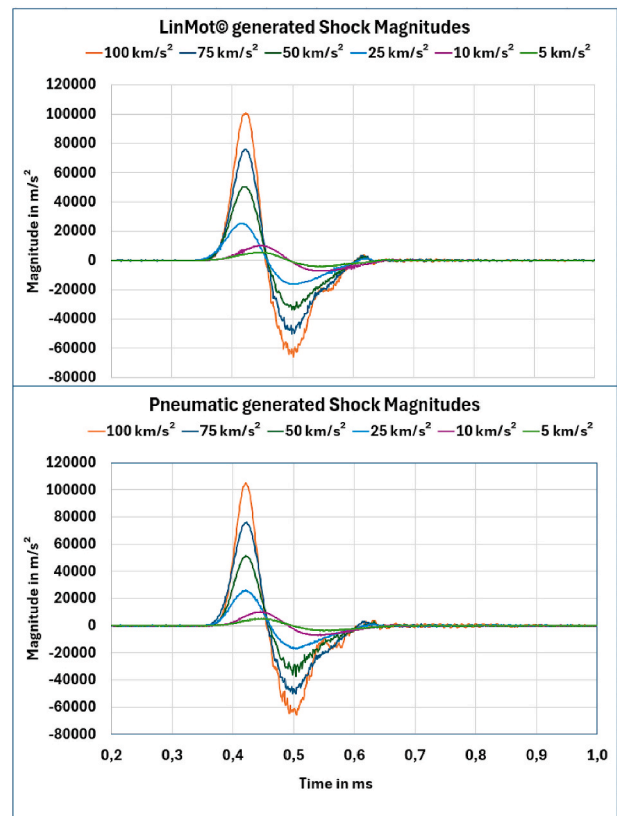 LinMot© generated Shock Magnitudes
100 km/s² 75 km/s² 50 km/s² 25 km/s² 10 km/s² 5 km/s²
120000
100000
80000
60000
40000
20000
0
-20000
-40000
-60000
-80000
Magnitude in m/s²
Pneumatic generated Shock Magnitudes
100 km/s² 75 km/s² 50 km/s² 25 km/s² 10 km/s² 5 km/s²
120000
100000
80000
60000
40000
20000
0
-20000
-40000
-60000
-80000
Magnitude in m/s²
0,2 0,3 0,4 0,5 0,6 0,7 0,8 0,9 1,0
Time in ms